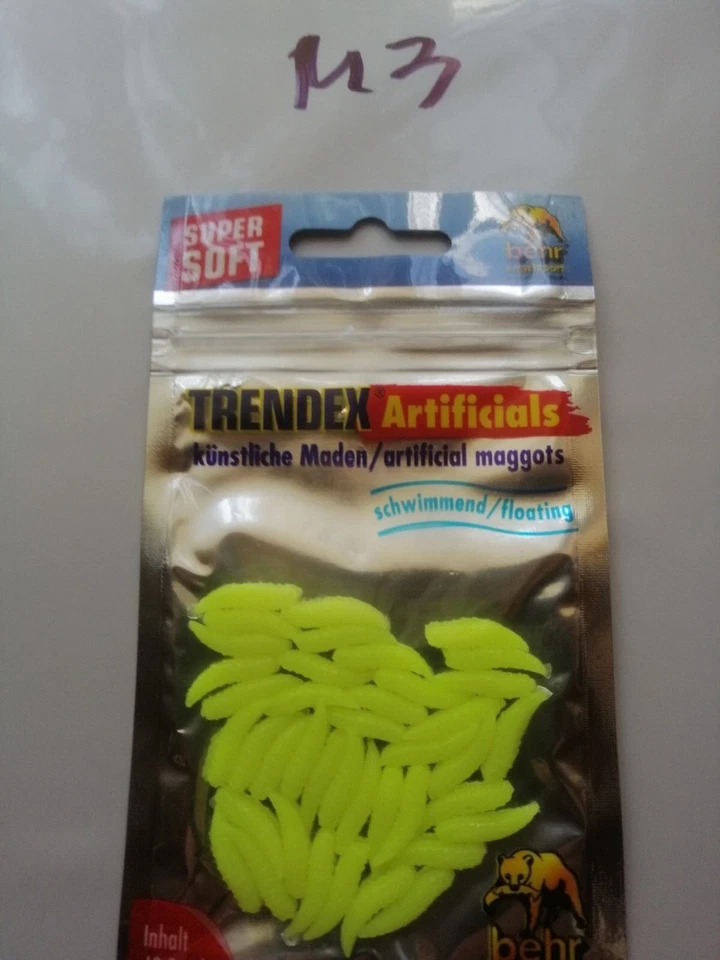 M3
SUPER
SOFT
behr
TRENDEX® Artificials
künstliche Maden/artificial maggots
schwimmend/floating
behr
Inhalt